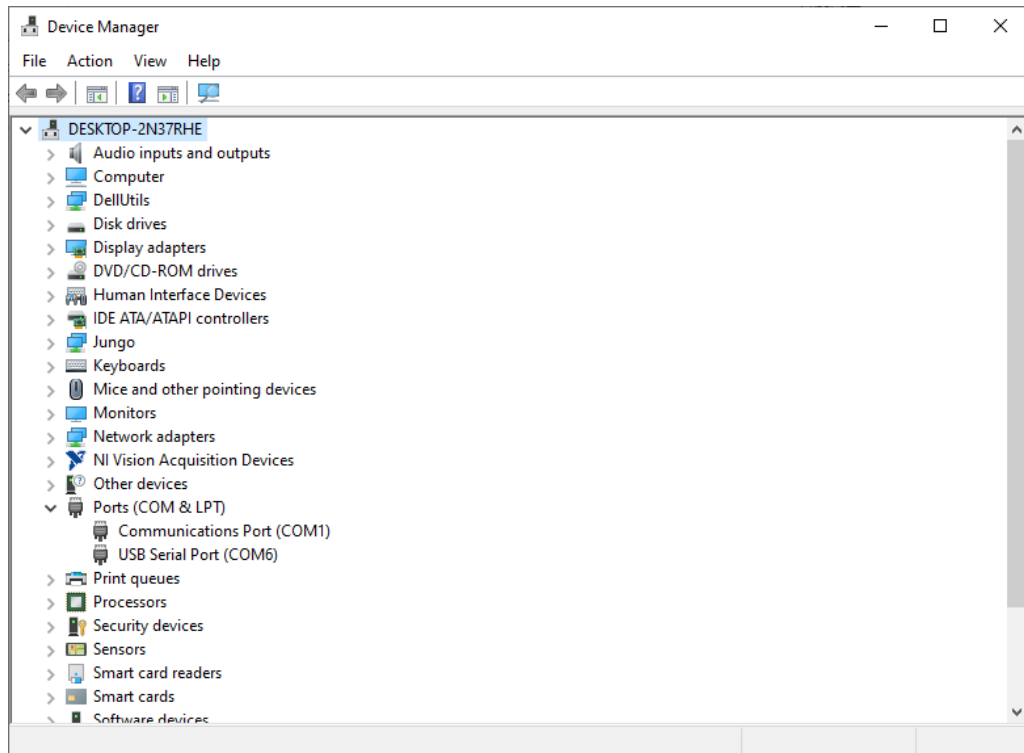 Device Manager
File Action View Help
DESKTOP-2N37RHE
Audio inputs and outputs
Computer
DellUtils
Disk drives
Display adapters
DVD/CD-ROM drives
Human Interface Devices
IDE ATA/ATAPI controllers
Jungo
Keyboards
Mice and other pointing devices
Monitors
Network adapters
NI Vision Acquisition Devices
Other devices
Ports (COM & LPT)
Communications Port (COM1)
USB Serial Port (COM6)
Print queues
Processors
Security devices
Sensors
Smart card readers
Smart cards
Software devices